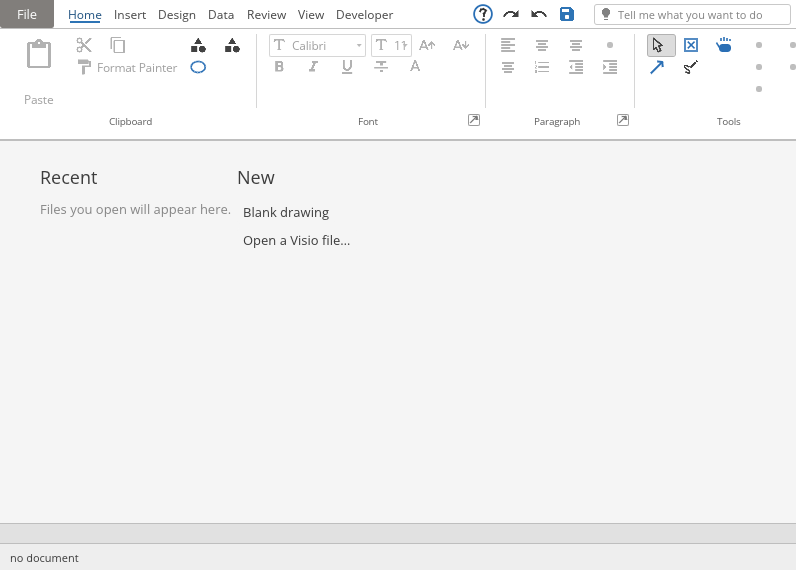 File Home Insert Design Data Review View Developer Tell me what you want to do
Calibri 11
Format Painter B I U A
Paste
Clipboard Font Paragraph Tools
Recent New
Files you open will appear here. Blank drawing
Open a Visio file...
no document